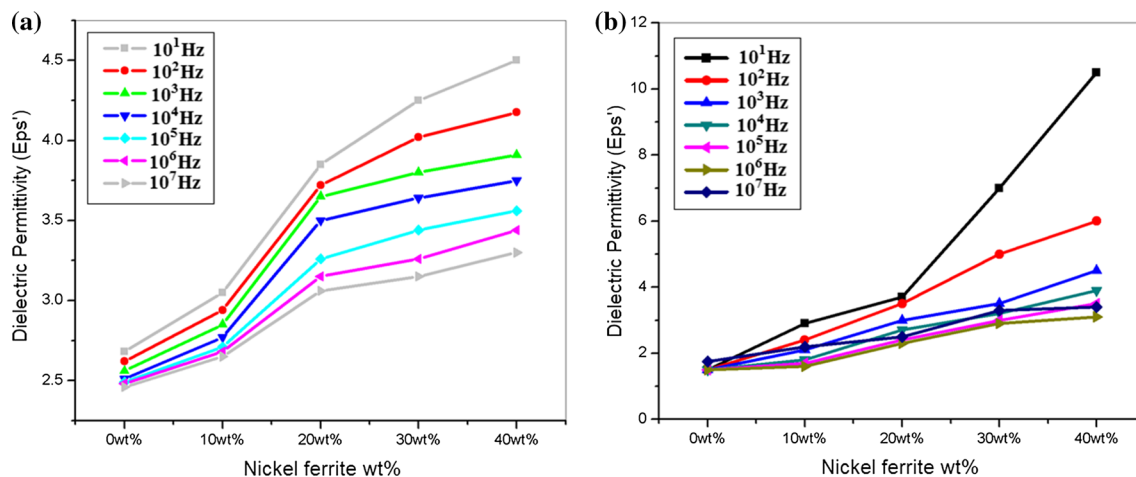 (a)
4.5
4.0
3.5
3.0
2.5
Dielectric Permittivity (Eps')
10¹Hz
10²Hz
10³Hz
10⁴Hz
10⁵Hz
10⁶Hz
10⁷Hz
0wt% 10wt% 20wt% 30wt% 40wt%
Nickel ferrite wt%
(b)
12
10
8
6
4
2
0
Dielectric Permittivity (Eps')
10¹Hz
10²Hz
10³Hz
10⁴Hz
10⁵Hz
10⁶Hz
10⁷Hz
0wt% 10wt% 20wt% 30wt% 40wt%
Nickel ferrite wt%